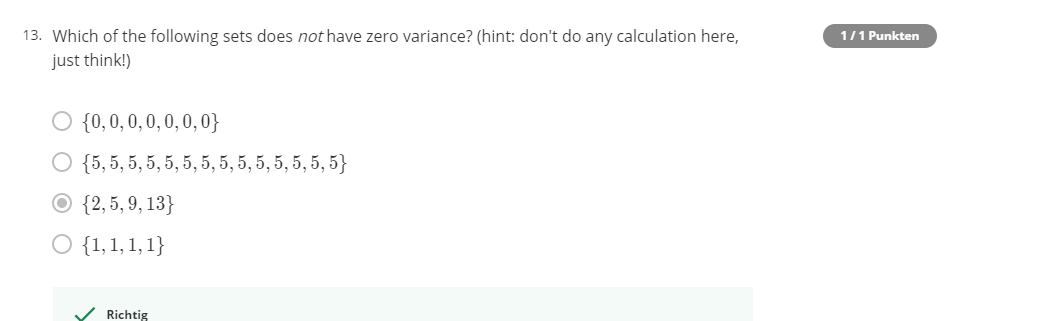 13. Which of the following sets does not have zero variance? (hint: don't do any calculation here,
just think!)
1 / 1 Punkten
{0, 0, 0, 0, 0, 0, 0}
{5, 5, 5, 5, 5, 5, 5, 5, 5, 5, 5, 5, 5, 5}
{2, 5, 9, 13}
{1, 1, 1, 1}
Richtig